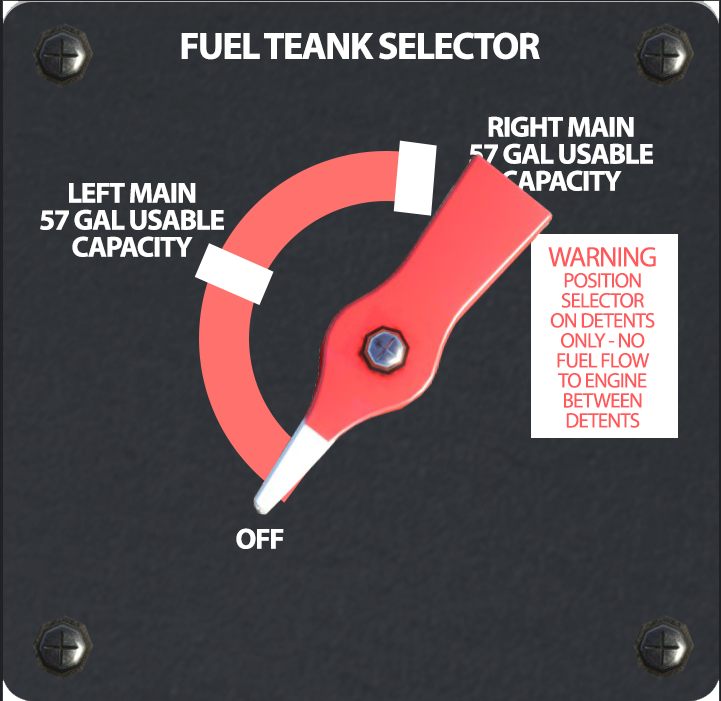 FUEL TEANK SELECTOR
RIGHT MAIN
57 GAL USABLE
CAPACITY
LEFT MAIN
57 GAL USABLE
CAPACITY
WARNING
POSITION
SELECTOR
ON DETENTS
ONLY - NO
FUEL FLOW
TO ENGINE
BETWEEN
DETENTS
OFF